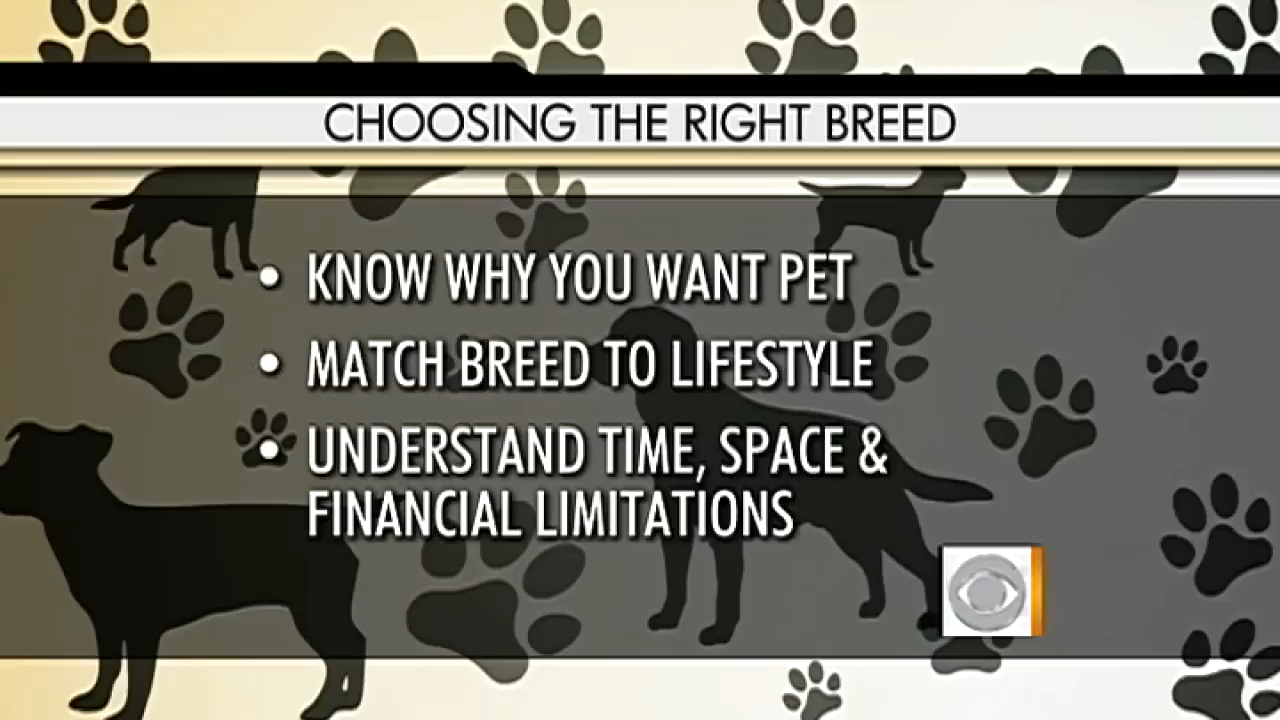 CHOOSING THE RIGHT BREED
• KNOW WHY YOU WANT PET
• MATCH BREED TO LIFESTYLE
• UNDERSTAND TIME, SPACE &
FINANCIAL LIMITATIONS